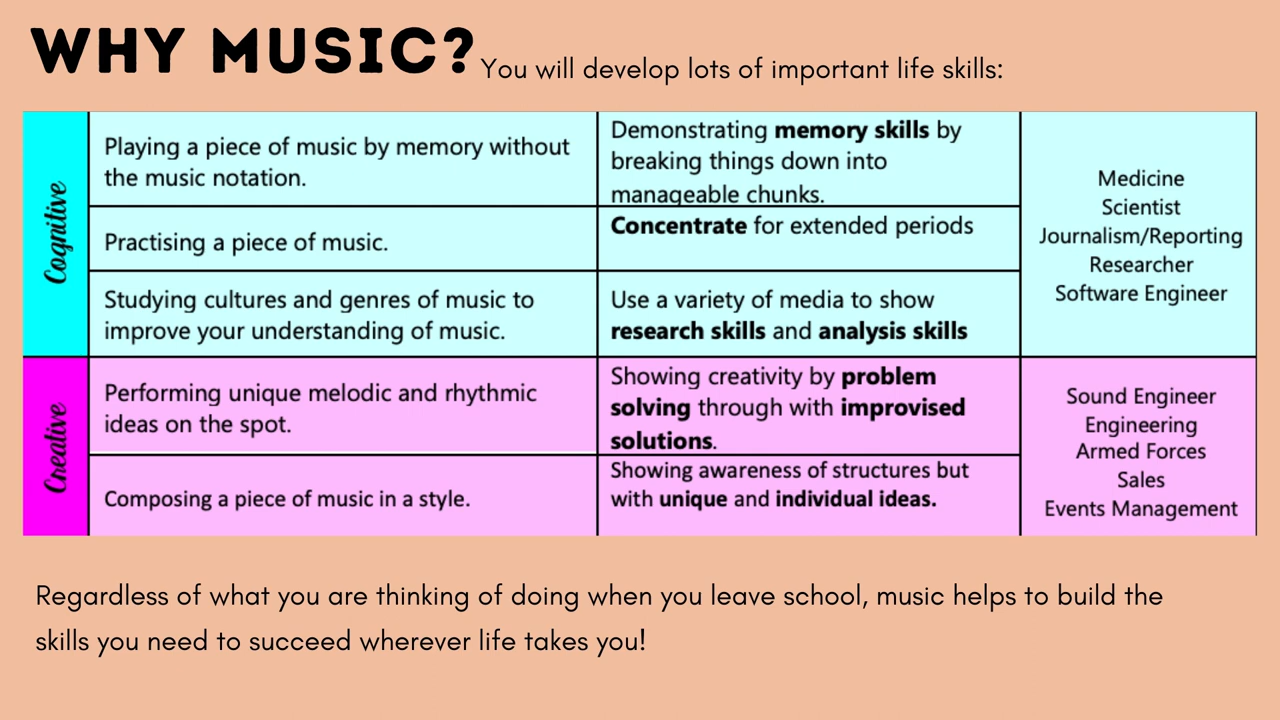 WHY MUSIC?
You will develop lots of important life skills:
Cognitive
Playing a piece of music by memory without
the music notation.
Demonstrating memory skills by
breaking things down into
manageable chunks.
Practising a piece of music.
Concentrate for extended periods
Studying cultures and genres of music to
improve your understanding of music.
Use a variety of media to show
research skills and analysis skills
Medicine
Scientist
Journalism/Reporting
Researcher
Software Engineer
Creative
Performing unique melodic and rhythmic
ideas on the spot.
Showing creativity by problem
solving through with improvised
solutions.
Composing a piece of music in a style.
Showing awareness of structures but
with unique and individual ideas.
Sound Engineer
Engineering
Armed Forces
Sales
Events Management
Regardless of what you are thinking of doing when you leave school, music helps to build the
skills you need to succeed wherever life takes you!